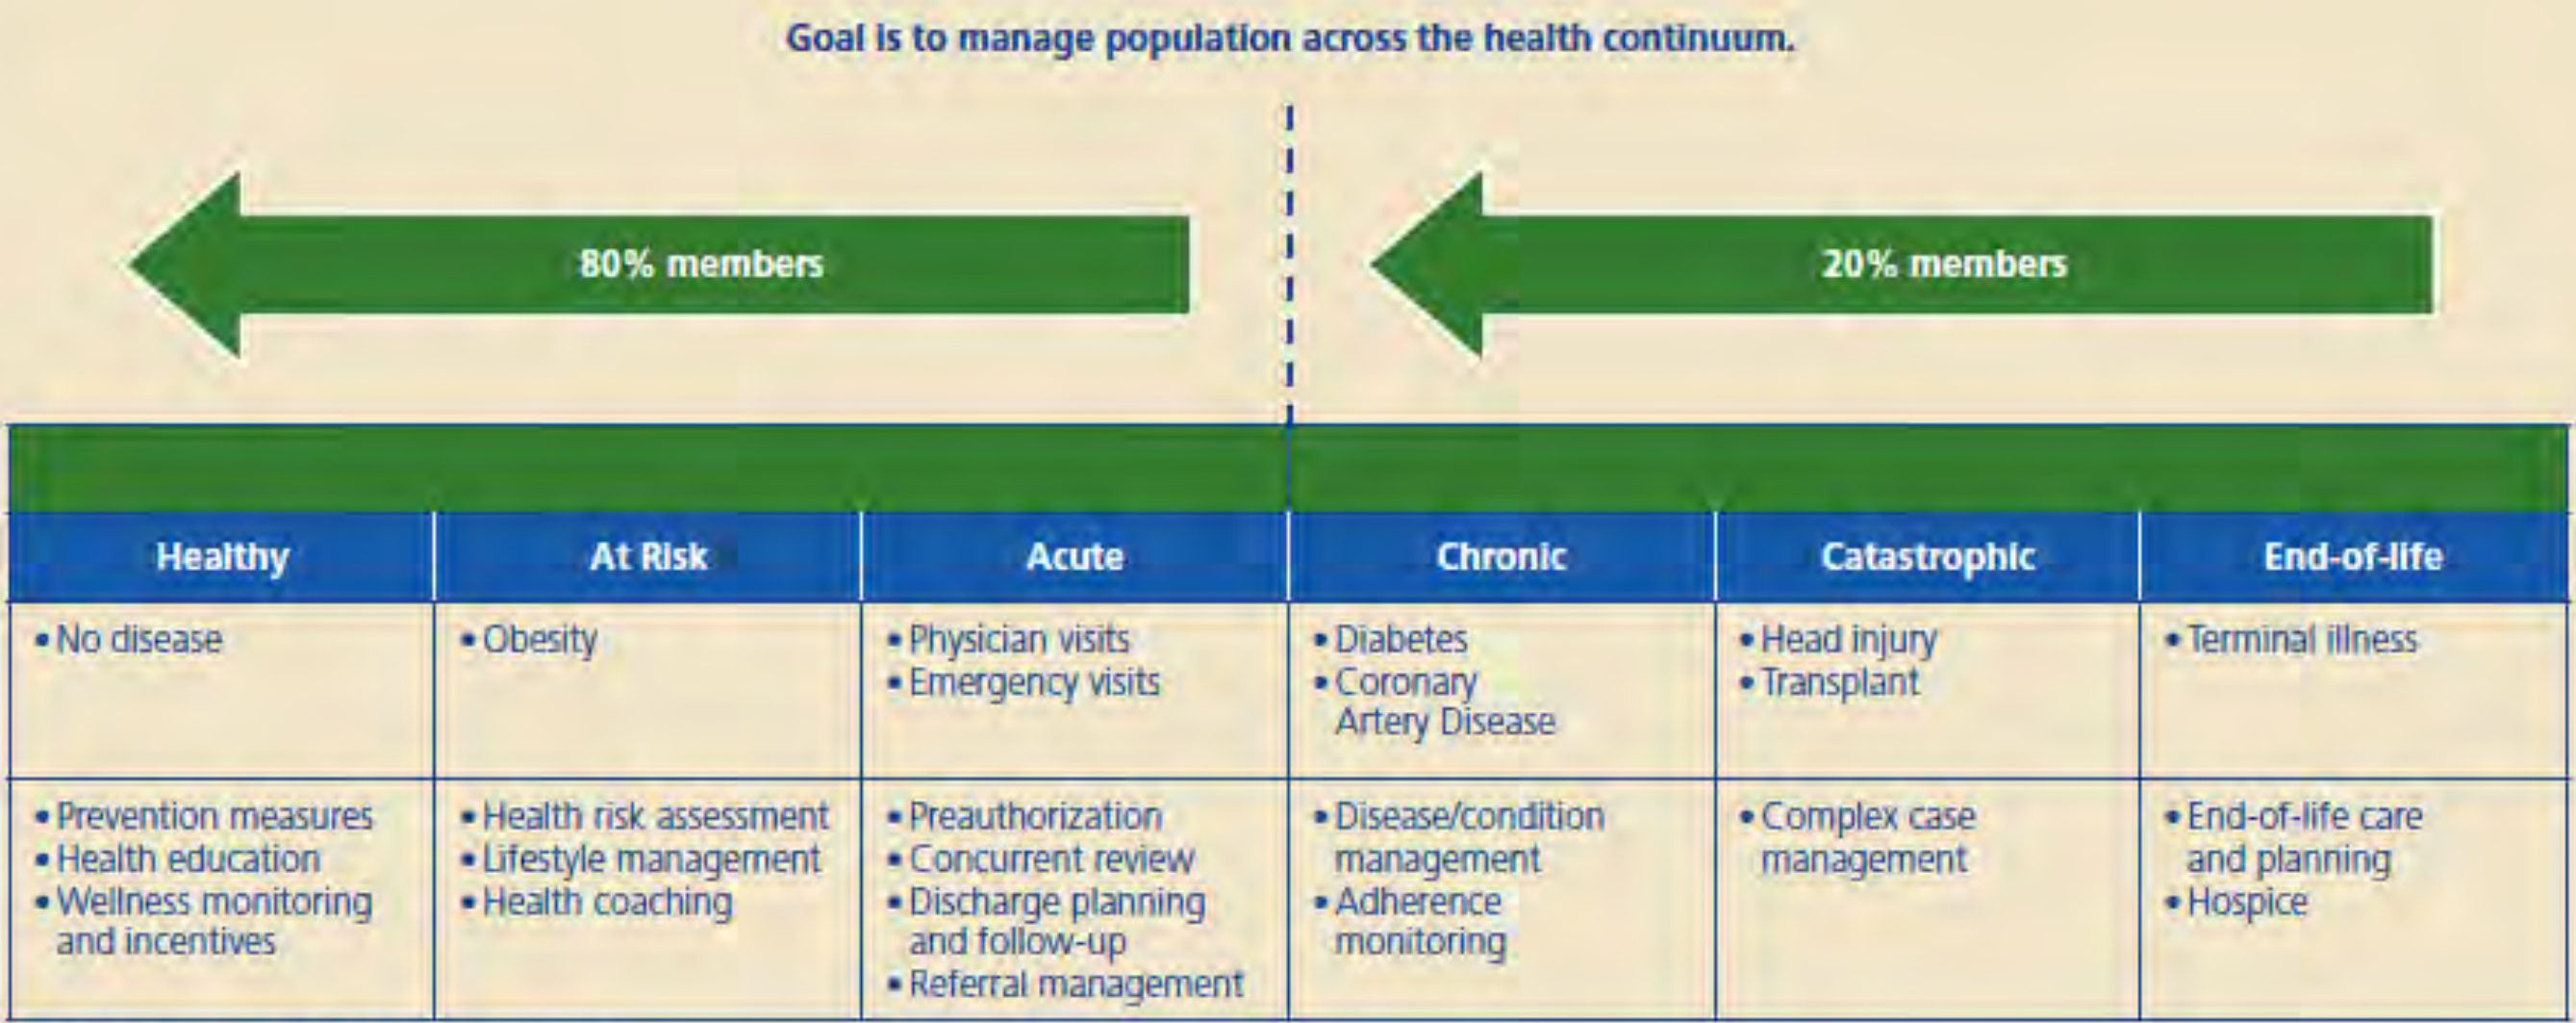 Goal is to manage population across the health continuum.
80% members
20% members
Healthy
At Risk
Acute
Chronic
Catastrophic
End-of-life
• No disease
• Obesity
• Physician visits
• Emergency visits
• Diabetes
• Coronary
Artery Disease
• Head injury
• Transplant
• Terminal illness
• Prevention measures
• Health education
• Wellness monitoring
and incentives
• Health risk assessment
• Lifestyle management
• Health coaching
• Preauthorization
• Concurrent review
• Discharge planning
and follow-up
• Referral management
• Disease/condition
management
• Adherence
monitoring
• Complex case
management
• End-of-life care
and planning
• Hospice